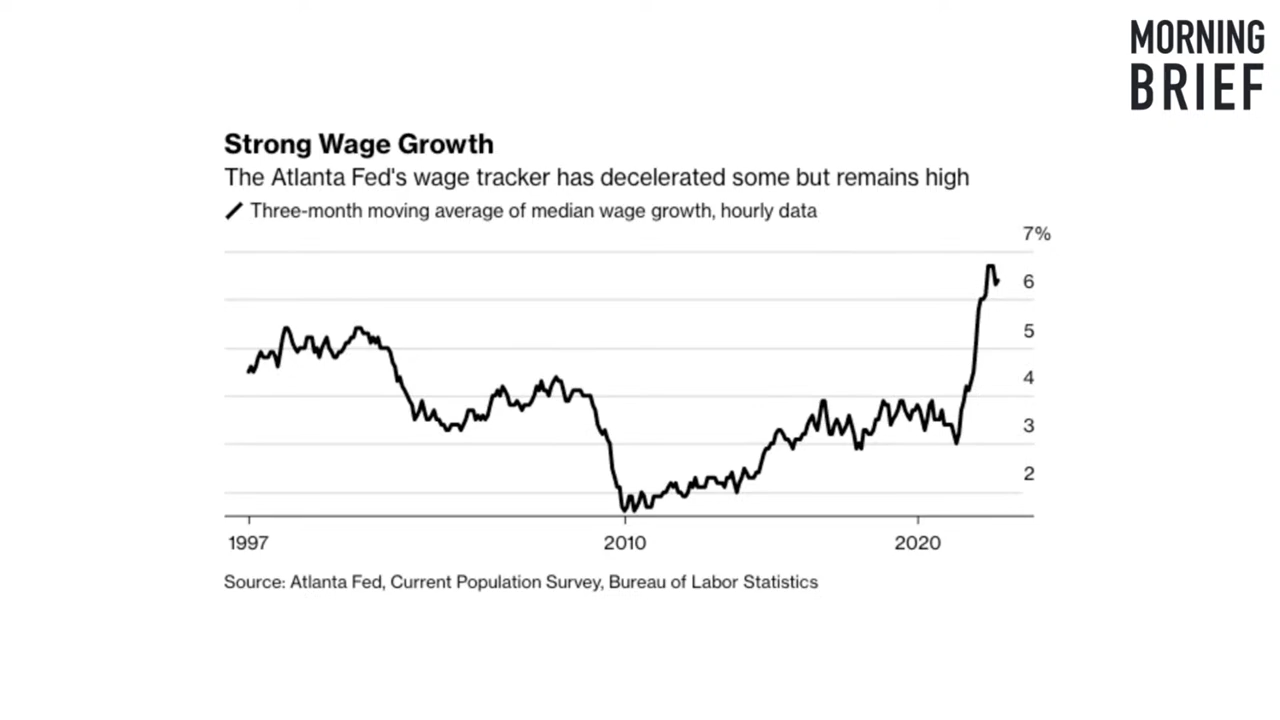 MORNING
BRIEF
Strong Wage Growth
The Atlanta Fed's wage tracker has decelerated some but remains high
Three-month moving average of median wage growth, hourly data
7%
6
5
4
3
2
1997 2010 2020
Source: Atlanta Fed, Current Population Survey, Bureau of Labor Statistics